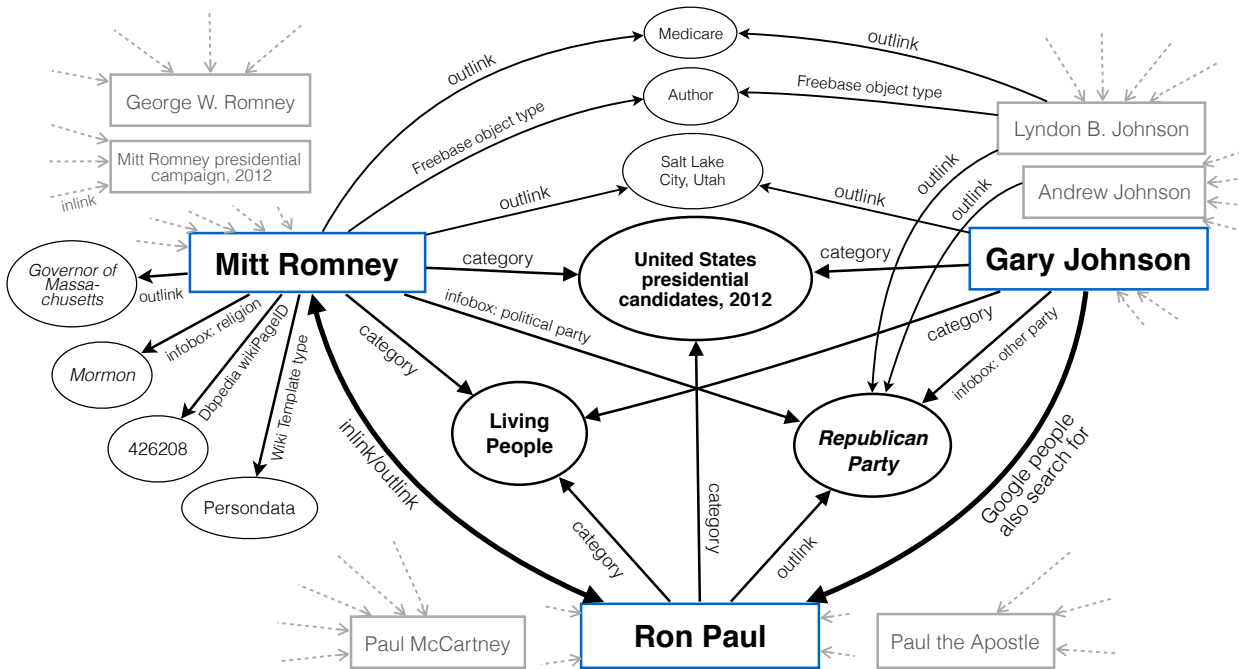 Medicare
outlink
outlink
George W. Romney
Author
Freebase object type
Freebase object type
Lyndon B. Johnson
Mitt Romney presidential
campaign, 2012
Salt Lake
City, Utah
outlink
Andrew Johnson
inlink
outlink
outlink
outlink
Mitt Romney
category
United States
presidential
candidates, 2012
category
Gary Johnson
Governor of
Massa-
chusetts
outlink
infobox: religion
infobox: political party
category
Mormon
Dbpedia wikiPageID
Wiki Template type
category
infobox: other party
426208
Living
People
Republican
Party
Persondata
inlink/outlink
category
category
outlink
Google people
also search for
Paul McCartney
Ron Paul
Paul the Apostle